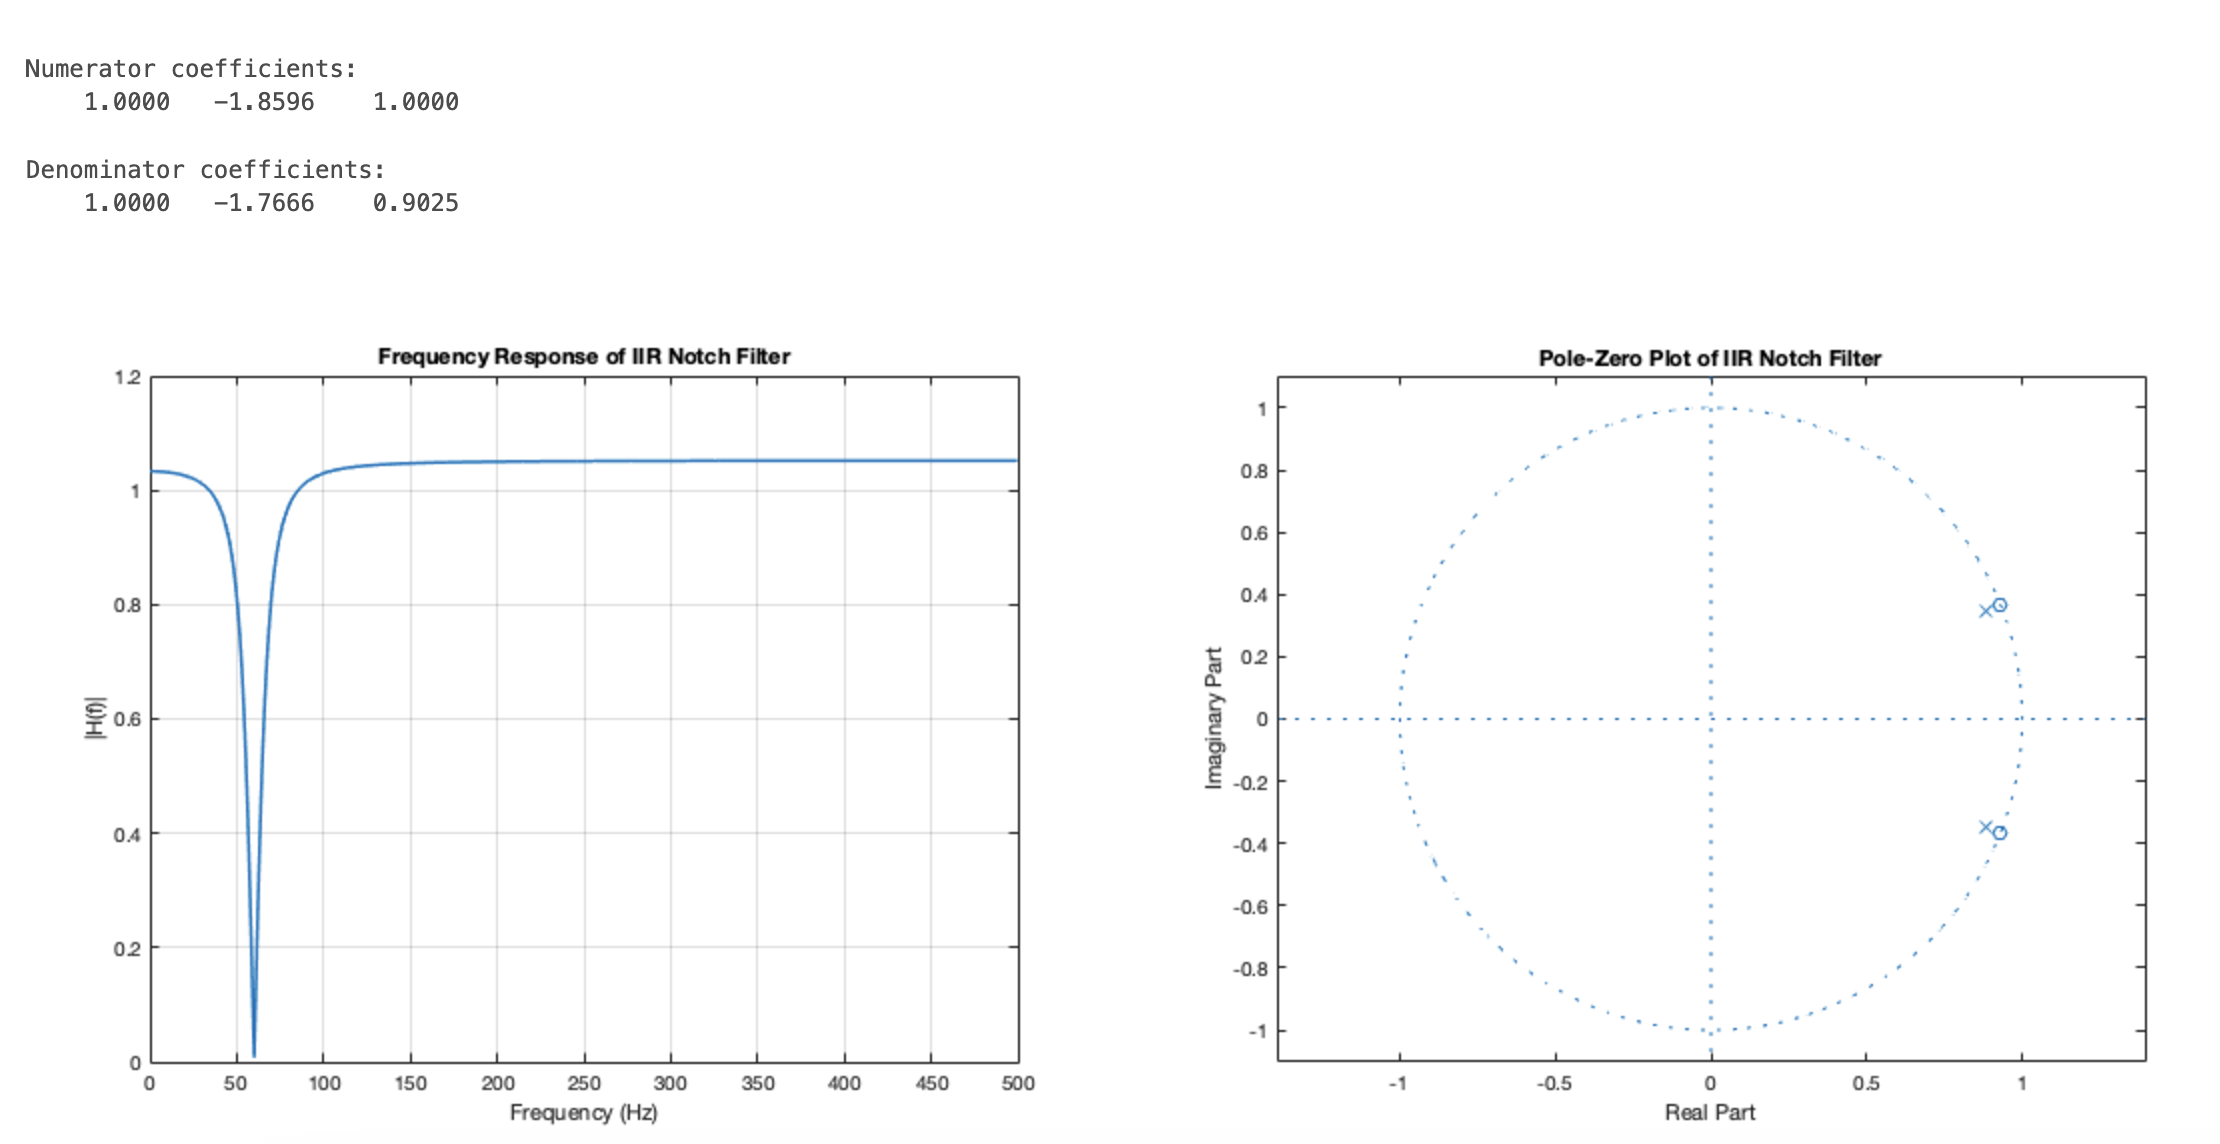 Numerator coefficients:
1.0000 -1.8596 1.0000
Denominator coefficients:
1.0000 -1.7666 0.9025
Frequency Response of IIR Notch Filter
1.2
1
0.8
0.6
0.4
0.2
0
|H(f)|
0 50 100 150 200 250 300 350 400 450 500
Frequency (Hz)
Pole-Zero Plot of IIR Notch Filter
1
0.8
0.6
0.4
0.2
0
-0.2
-0.4
-0.6
-0.8
-1
Imaginary Part
-1 -0.5 0 0.5 1
Real Part